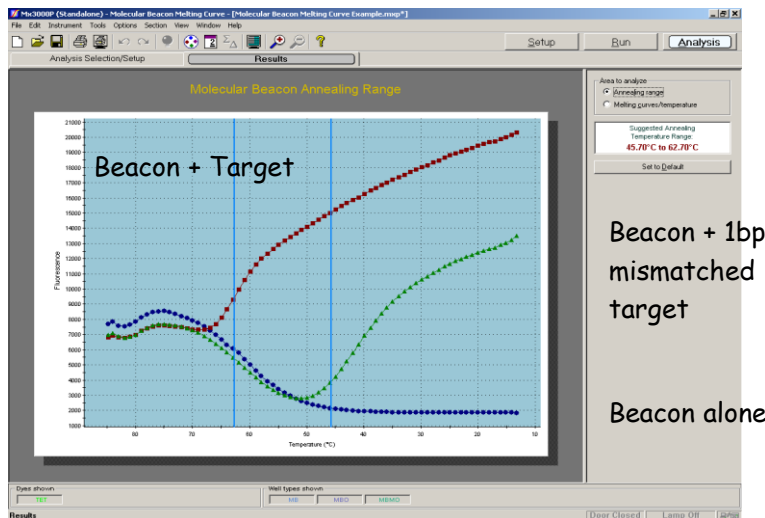 Mx3000P (Standalone) - Molecular Beacon Melting Curve - [Molecular Beacon Melting Curve Example.mxp*]
File Edit Instrument Tools Options Section View Window Help
Setup Run Analysis
Analysis Selection/Setup Results
Molecular Beacon Annealing Range
Area to analyze
Annealing range
Melting curves/temperature
Suggested Annealing
Temperature Range:
45.70°C to 62.70°C
Set to Default
Beacon + Target
Beacon + 1bp
mismatched
target
Beacon alone
Fluorescence
21000
20000
19000
18000
17000
16000
15000
14000
13000
12000
11000
10000
9000
8000
7000
6000
5000
4000
3000
2000
1000
80 70 60 50 40 30 20 10
Temperature (°C)
Dyes shown
TET
Well types shown
MB MBO MBMO
Results
Door Closed Lamp Off